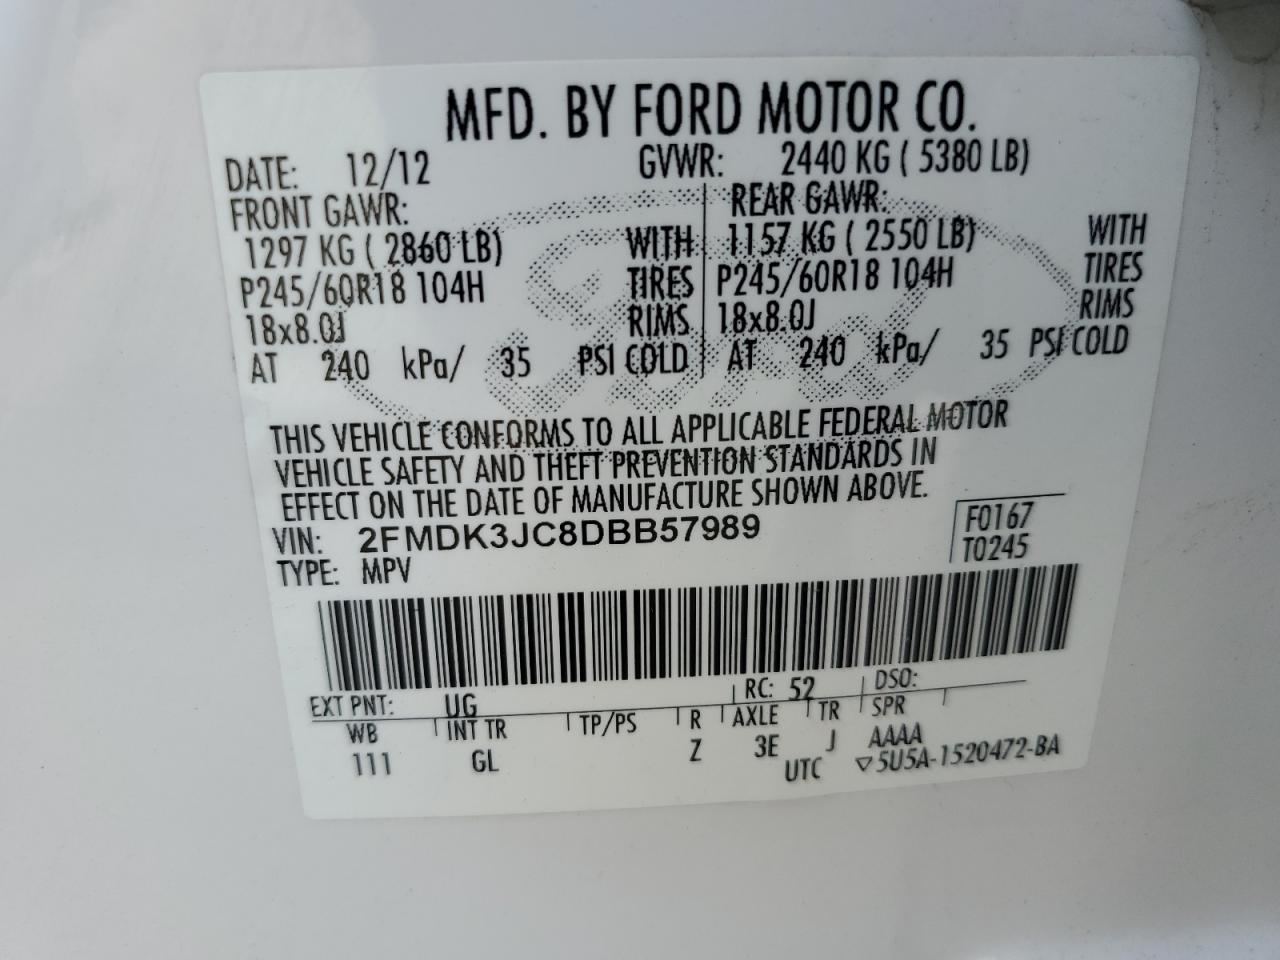 MFD. BY FORD MOTOR CO.
DATE: 12/12 GVWR: 2440 KG ( 5380 LB)
FRONT GAWR: REAR GAWR:
1297 KG ( 2860 LB) WITH 1157 KG ( 2550 LB) WITH
P245/60R18 104H TIRES P245/60R18 104H TIRES
18x8.0J RIMS 18x8.0J RIMS
AT 240 kPa/ 35 PSI COLD AT 240 kPa/ 35 PSI COLD
Ford
THIS VEHICLE CONFORMS TO ALL APPLICABLE FEDERAL MOTOR
VEHICLE SAFETY AND THEFT PREVENTION STANDARDS IN
EFFECT ON THE DATE OF MANUFACTURE SHOWN ABOVE.
VIN: 2FMDK3JC8DBB57989 F0167
TYPE: MPV T0245
EXT PNT: UG RC: 52 DSO:
WB INT TR TP/PS R AXLE TR SPR
111 GL Z 3E J AAAA
UTC ▽5U5A-1520472-BA